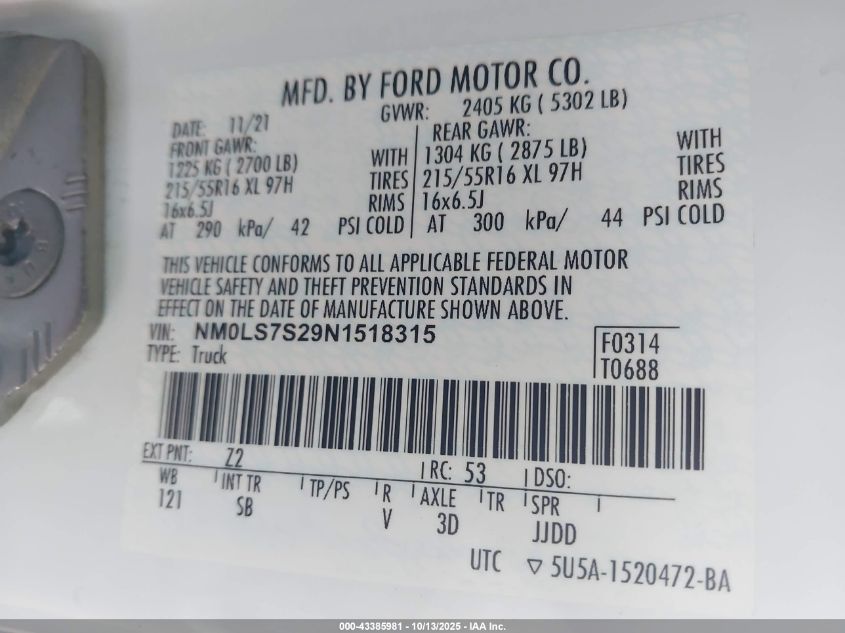 MFD. BY FORD MOTOR CO.
DATE: 11/21 GVWR: 2405 KG ( 5302 LB)
FRONT GAWR: REAR GAWR:
1225 KG ( 2700 LB) WITH 1304 KG ( 2875 LB) WITH
215/55R16 XL 97H TIRES 215/55R16 XL 97H TIRES
16x6.5J RIMS 16x6.5J RIMS
AT 290 kPa/ 42 PSI COLD AT 300 kPa/ 44 PSI COLD
THIS VEHICLE CONFORMS TO ALL APPLICABLE FEDERAL MOTOR
VEHICLE SAFETY AND THEFT PREVENTION STANDARDS IN
EFFECT ON THE DATE OF MANUFACTURE SHOWN ABOVE.
VIN: NM0LS7S29N1518315 F0314
TYPE: Truck T0688
EXT PNT: Z2 RC: 53 DSO:
WB INT TR TP/PS R AXLE TR SPR
121 SB V 3D JJDD
UTC ▽ 5U5A-1520472-BA
000-43385981 - 10/13/2025 - IAA Inc.